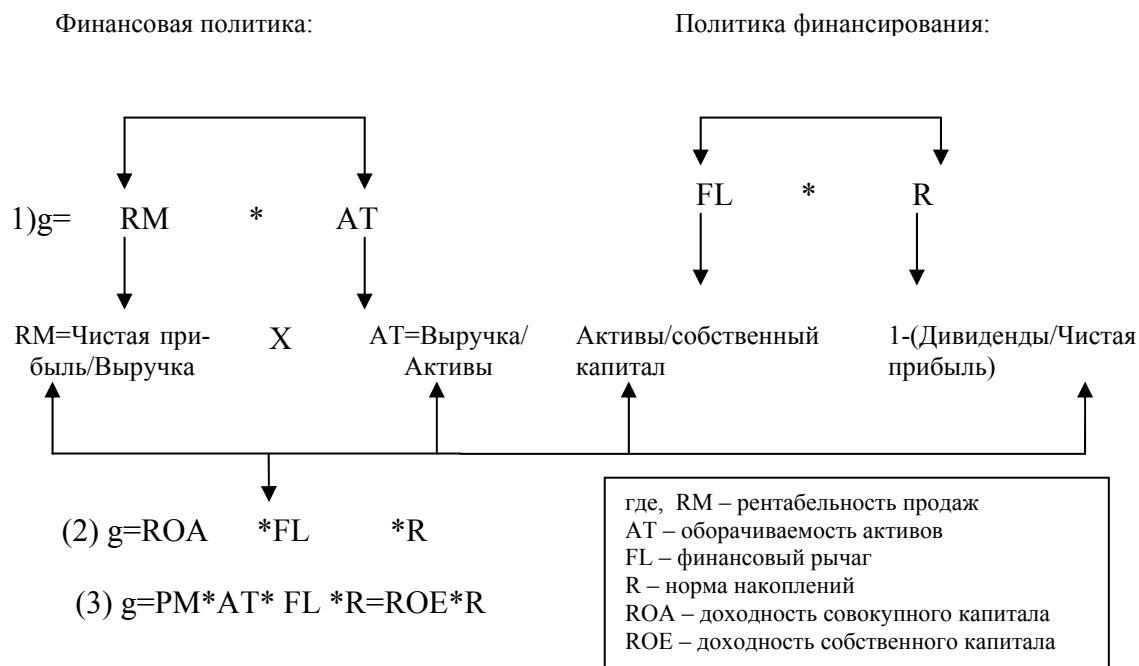 Финансовая политика:
Политика финансирования:
1)g= RM * AT
FL * R
RM=Чистая при-
быль/Выручка
X
AT=Выручка/
Активы
Активы/собственный
капитал
1-(Дивиденды/Чистая
прибыль)
(2) g=ROA *FL *R
(3) g=PM*AT* FL *R=ROE*R
где, RM – рентабельность продаж
AT – оборачиваемость активов
FL – финансовый рычаг
R – норма накоплений
ROA – доходность совокупного капитала
ROE – доходность собственного капитала